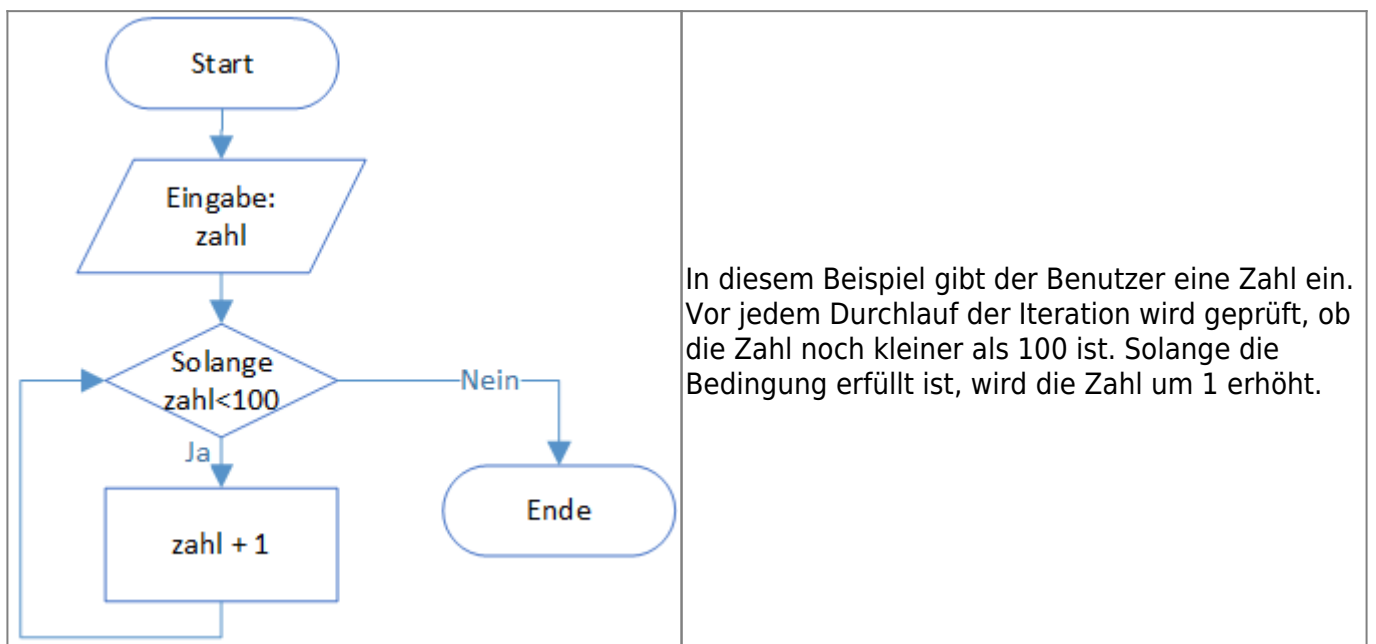 Start
Eingabe:
zahl
Solange
zahl<100
Nein
Ja
zahl + 1
Ende
In diesem Beispiel gibt der Benutzer eine Zahl ein.
Vor jedem Durchlauf der Iteration wird geprüft, ob
die Zahl noch kleiner als 100 ist. Solange die
Bedingung erfüllt ist, wird die Zahl um 1 erhöht.